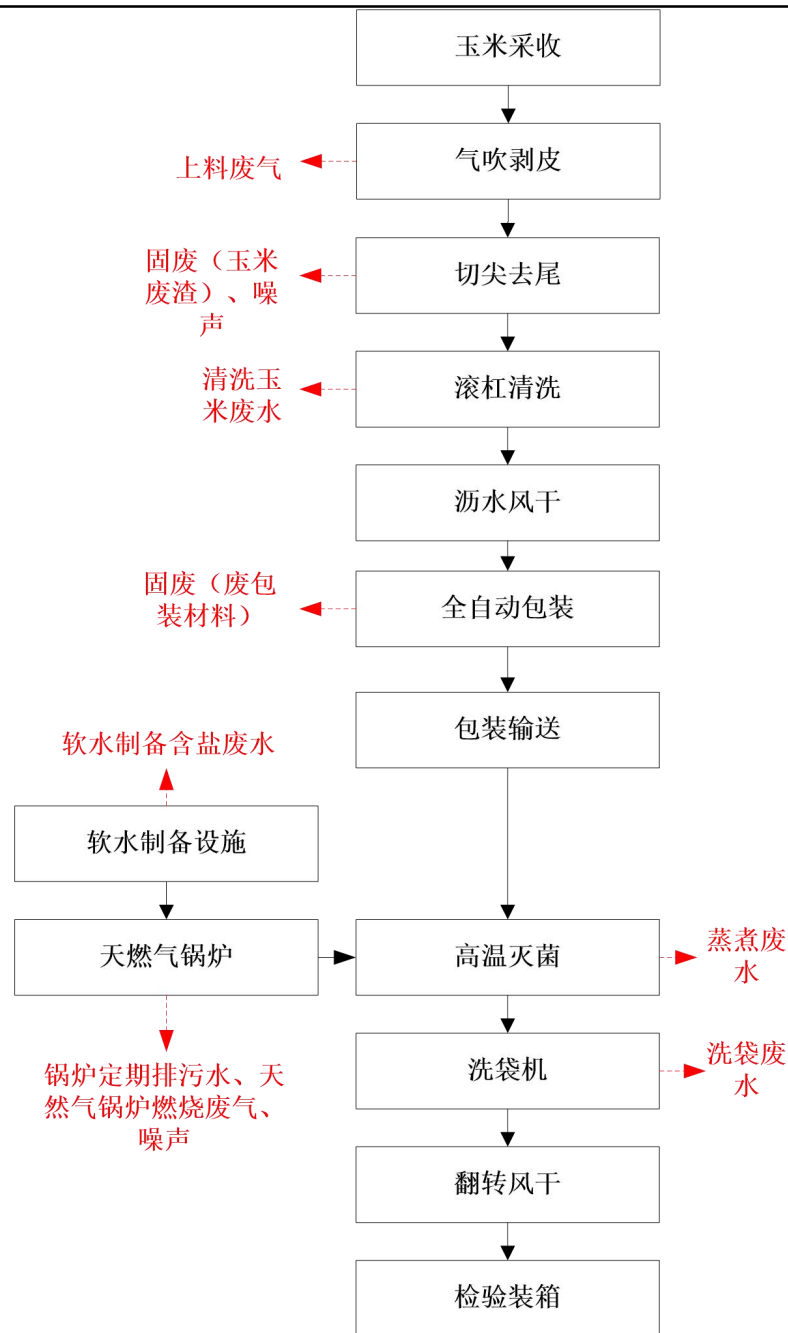 玉米采收
上料废气
气吹剥皮
固废（玉米
废渣）、噪
声
切尖去尾
清洗玉
米废水
滚杠清洗
沥水风干
固废（废包
装材料）
全自动包装
包装输送
软水制备含盐废水
软水制备设施
天燃气锅炉
高温灭菌
蒸煮废
水
锅炉定期排污水、天
然气锅炉燃烧废气、
噪声
洗袋机
洗袋废
水
翻转风干
检验装箱